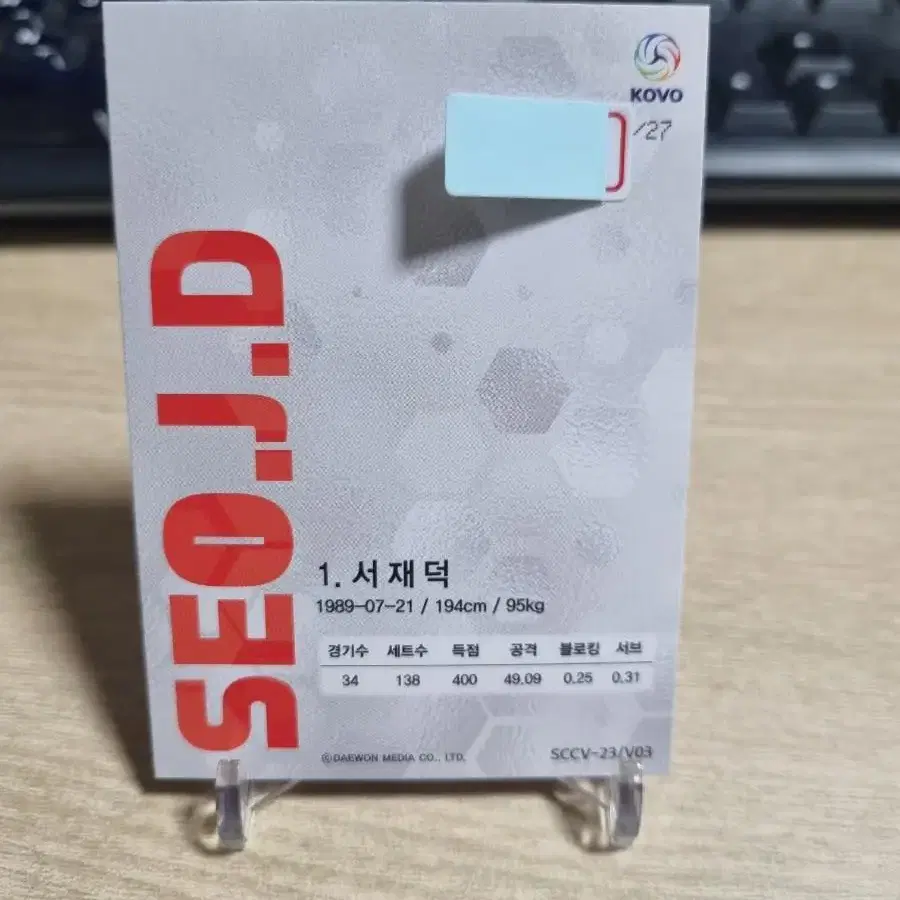 KOVO
/27
SEO.J.D
1. 서재덕
1989-07-21 / 194cm / 95kg
경기수 세트수 득점 공격 블로킹 서브
34 138 400 49.09 0.25 0.31
©DAEWON MEDIA CO., LTD.
SCCV-23/V03